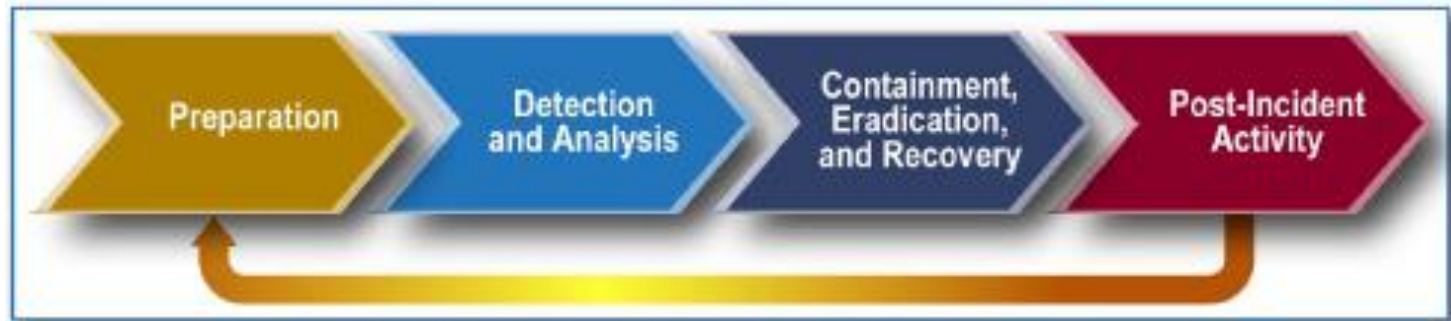 Preparation
Detection
and Analysis
Containment,
Eradication,
and Recovery
Post-Incident
Activity